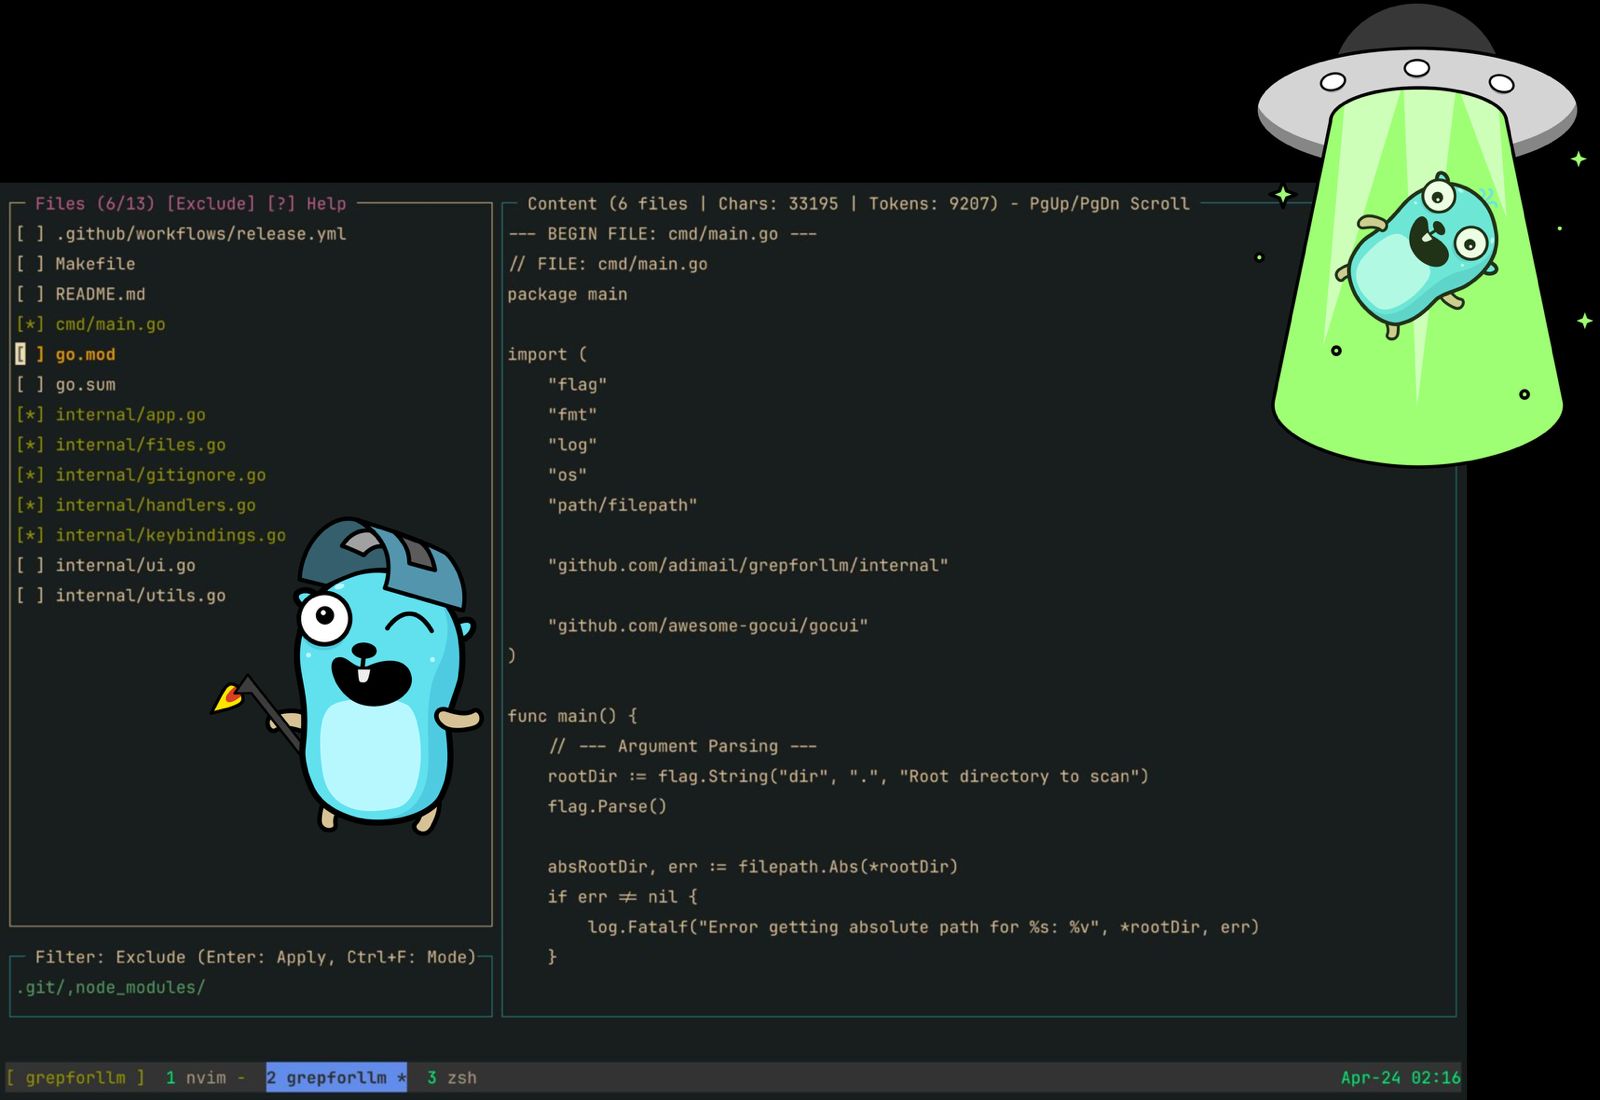 Files (6/13) [Exclude] [?] Help
[ ] .github/workflows/release.yml
[ ] Makefile
[ ] README.md
[*] cmd/main.go
[ ] go.mod
[ ] go.sum
[*] internal/app.go
[*] internal/files.go
[*] internal/gitignore.go
[*] internal/handlers.go
[*] internal/keybindings.go
[ ] internal/ui.go
[ ] internal/utils.go
Filter: Exclude (Enter: Apply, Ctrl+F: Mode)
.git/,node_modules/
Content (6 files | Chars: 33195 | Tokens: 9207) - PgUp/PgDn Scroll
--- BEGIN FILE: cmd/main.go ---
// FILE: cmd/main.go
package main
import (
"flag"
"fmt"
"log"
"os"
"path/filepath"
"github.com/adimail/grepforllm/internal"
"github.com/awesome-gocui/gocui"
)
func main() {
// --- Argument Parsing ---
rootDir := flag.String("dir", ".", "Root directory to scan")
flag.Parse()
absRootDir, err := filepath.Abs(*rootDir)
if err != nil {
log.Fatalf("Error getting absolute path for %s: %v", *rootDir, err)
}
[ grepforllm ] 1 nvim - 2 grepforllm * 3 zsh
Apr-24 02:16